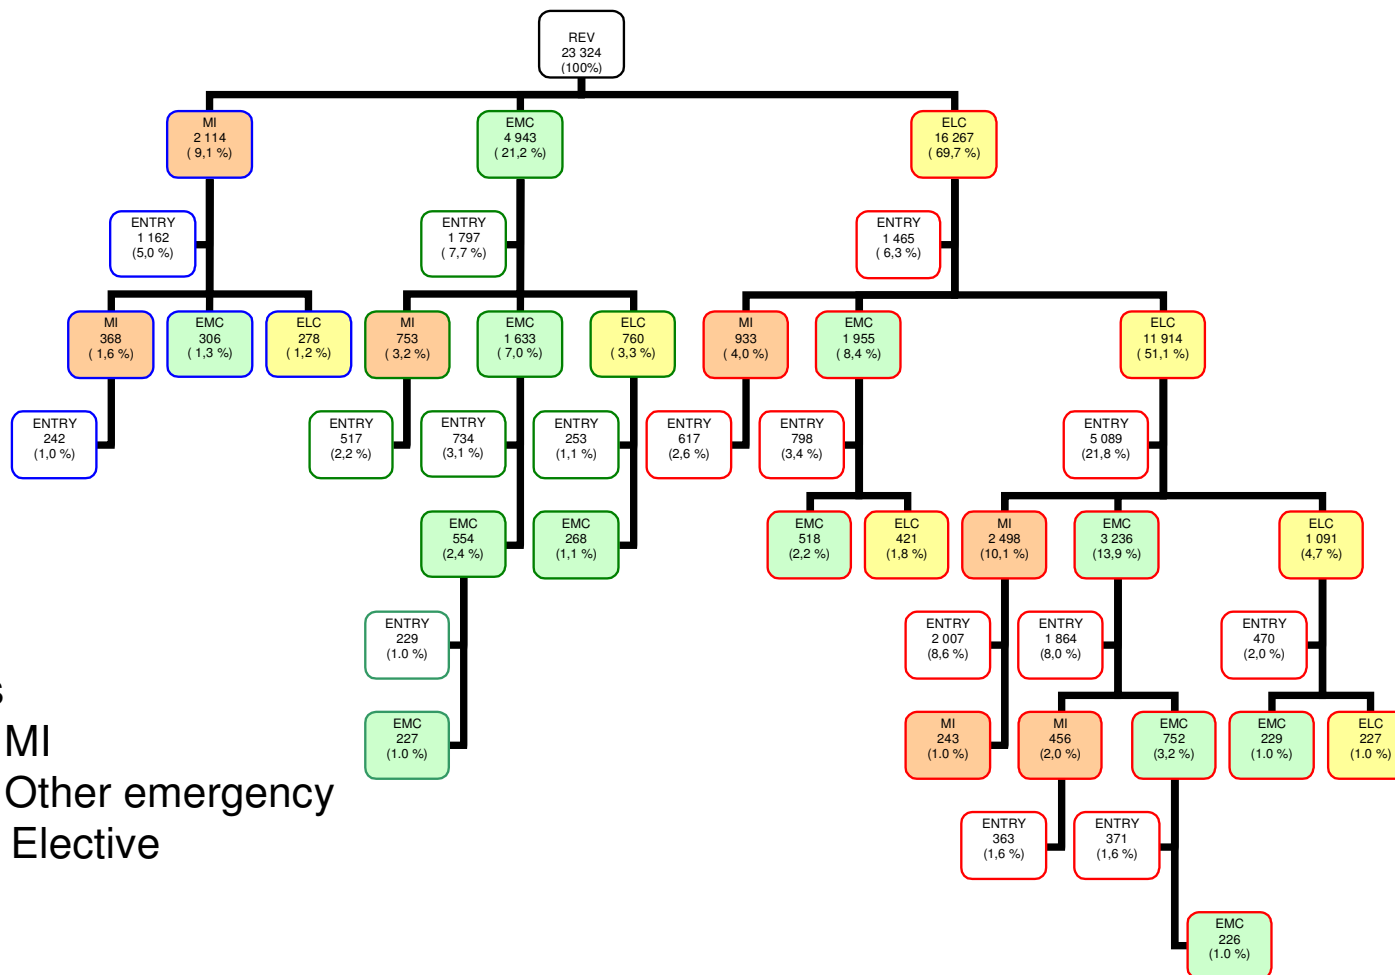 REV
23 324
(100%)
MI
2 114
( 9,1 %)
EMC
4 943
( 21,2 %)
ELC
16 267
( 69,7 %)
ENTRY
1 162
(5,0 %)
ENTRY
1 797
( 7,7 %)
ENTRY
1 465
( 6,3 %)
MI
368
( 1,6 %)
EMC
306
( 1,3 %)
ELC
278
( 1,2 %)
MI
753
( 3,2 %)
EMC
1 633
( 7,0 %)
ELC
760
( 3,3 %)
MI
933
( 4,0 %)
EMC
1 955
( 8,4 %)
ELC
11 914
( 51,1 %)
ENTRY
242
(1,0 %)
ENTRY
517
(2,2 %)
ENTRY
734
(3,1 %)
ENTRY
253
(1,1 %)
ENTRY
617
(2,6 %)
ENTRY
798
(3,4 %)
ENTRY
5 089
(21,8 %)
EMC
554
(2,4 %)
EMC
268
(1,1 %)
EMC
518
(2,2 %)
ELC
421
(1,8 %)
MI
2 498
(10,1 %)
EMC
3 236
(13,9 %)
ELC
1 091
(4,7 %)
ENTRY
229
(1.0 %)
ENTRY
2 007
(8,6 %)
ENTRY
1 864
(8,0 %)
ENTRY
470
(2,0 %)
EMC
227
(1.0 %)
MI
243
(1.0 %)
MI
456
(2,0 %)
EMC
752
(3,2 %)
EMC
229
(1.0 %)
ELC
227
(1.0 %)
s
MI
Other emergency
Elective
ENTRY
363
(1,6 %)
ENTRY
371
(1,6 %)
EMC
226
(1.0 %)